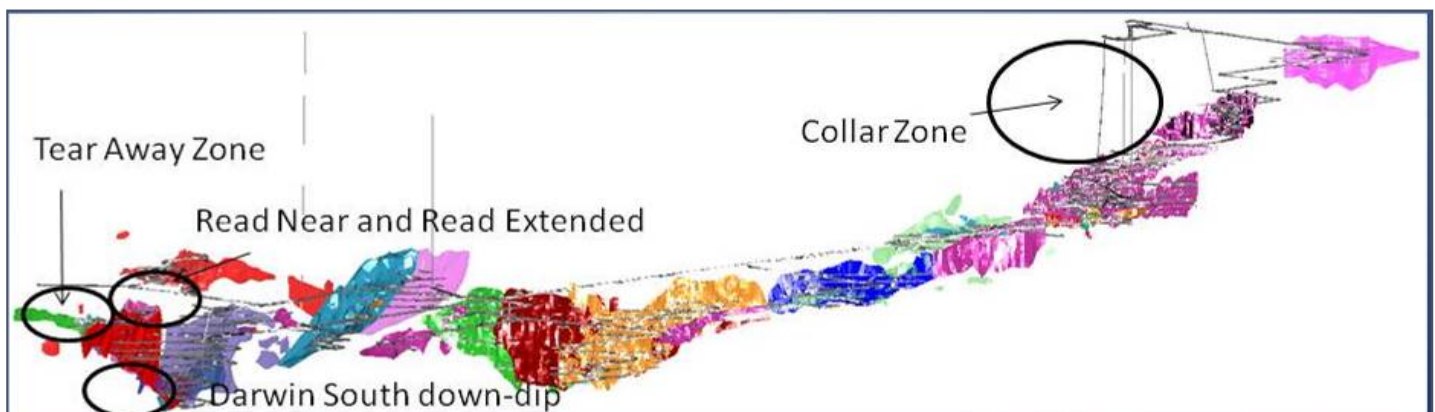 Collar Zone
Tear Away Zone
Read Near and Read Extended
Darwin South down-dip